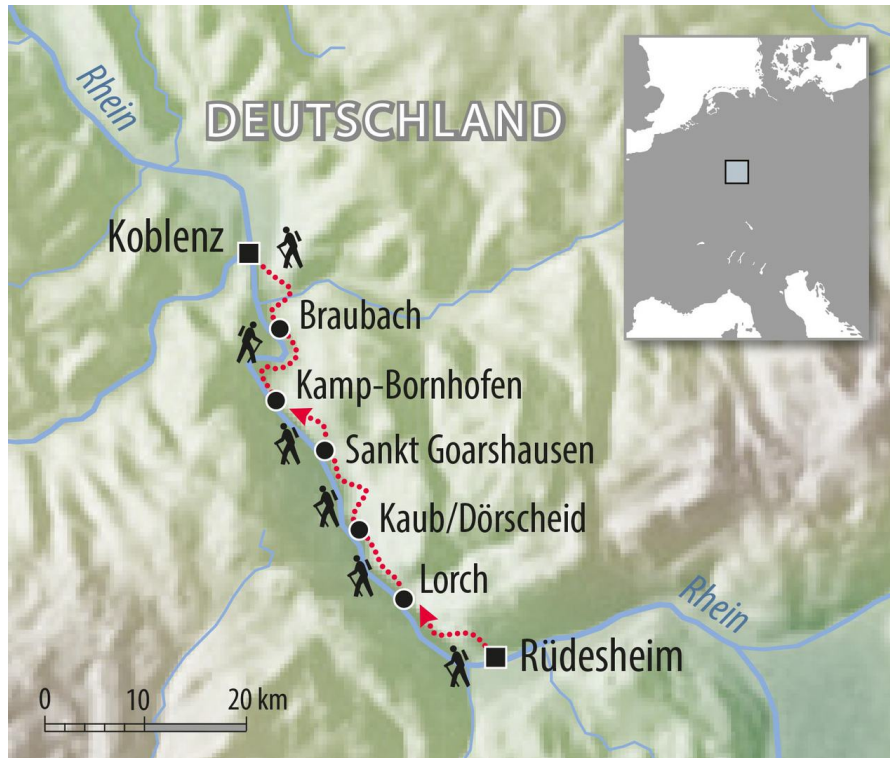 Rhein
DEUTSCHLAND
Koblenz
Braubach
Kamp-Bornhofen
Sankt Goarshausen
Kaub/Dörscheid
Lorch
Rhein
Rüdesheim
0 10 20 km